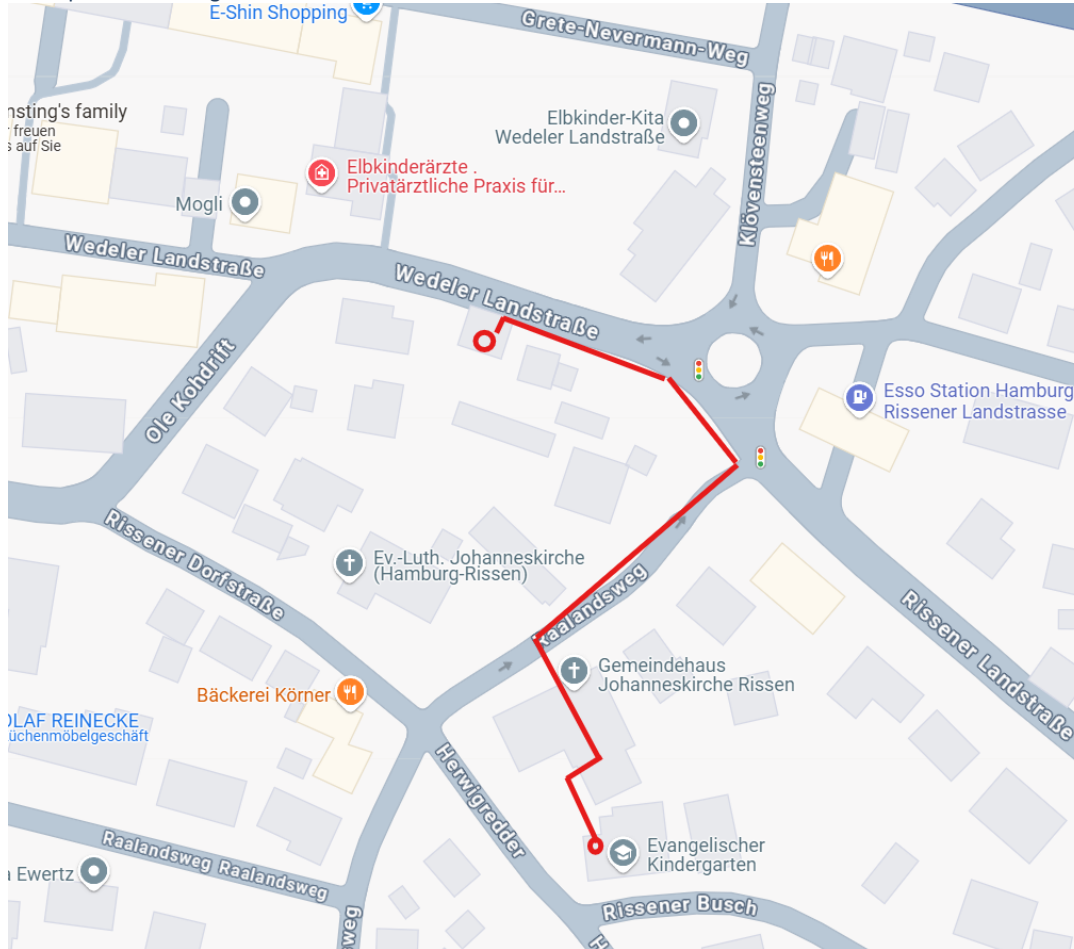 E-Shin Shopping
Grete-Nevermann-Weg
nsting's family
r freuen
s auf Sie
Elbkinder-Kita
Wedeler Landstraße
Elbkinderärzte .
Privatärztliche Praxis für...
Klövensteenweg
Mogli
Wedeler Landstraße
Wedeler Landstraße
Ole Kohdrift
Esso Station Hamburg
Rissener Landstrasse
Rissener Dorfstraße
Ev.-Luth. Johanneskirche
(Hamburg-Rissen)
Raalandsweg
Rissener Landstraße
Gemeindehaus
Johanneskirche Rissen
Bäckerei Körner
OLAF REINECKE
üchenmöbelgeschäft
Herwigredder
Raalandsweg Raalandsweg
Evangelischer
Kindergarten
a Ewertz
Rissener Busch
sweg
H